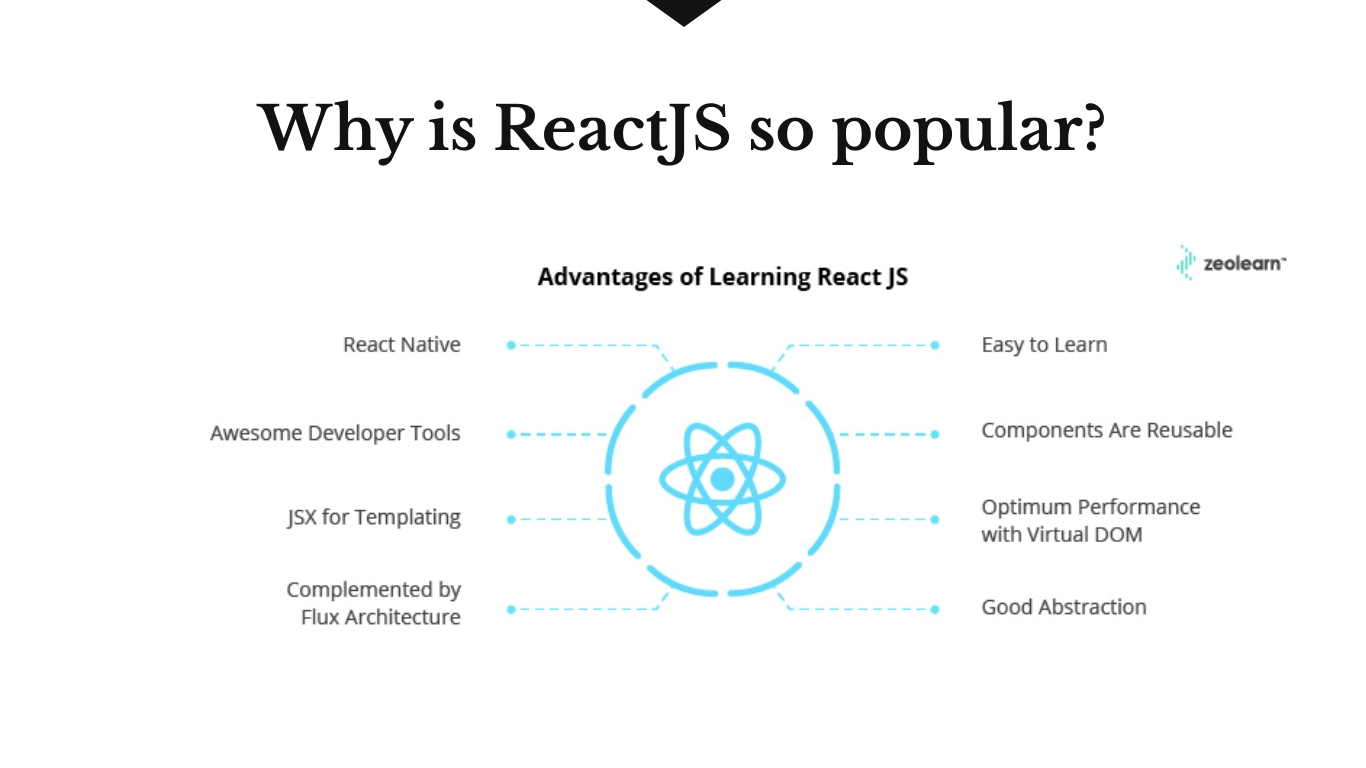 Why is ReactJS so popular?
zeolearn™
Advantages of Learning React JS
React Native
Awesome Developer Tools
JSX for Templating
Complemented by
Flux Architecture
Easy to Learn
Components Are Reusable
Optimum Performance
with Virtual DOM
Good Abstraction